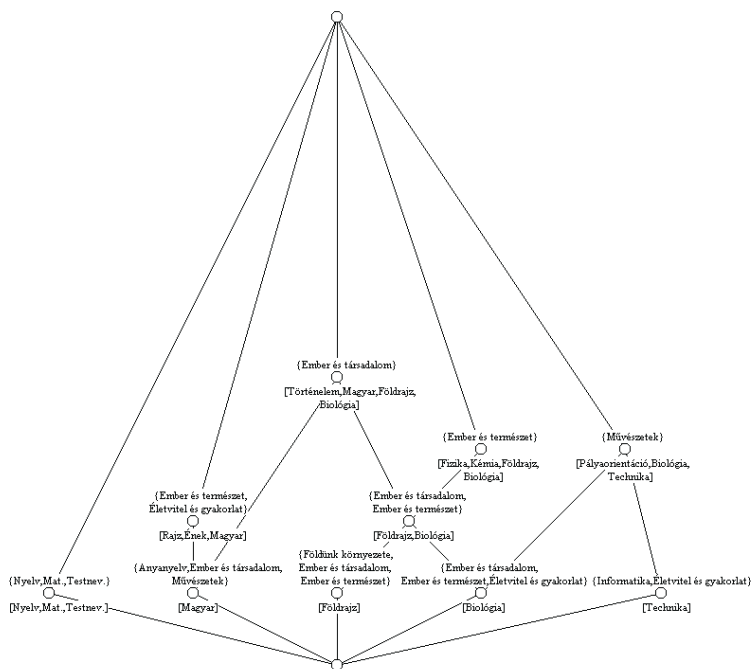 {Ember és társadalom}
[Történelem,Magyar,Földrajz,
Biológia]
{Ember és természet}
[Fizika,Kémia,Földrajz,
Biológia]
{Művészetek}
[Pályaorientáció,Biológia,
Technika]
{Ember és természet,
Életvitel és gyakorlat}
[Rajz,Ének,Magyar]
{Ember és társadalom,
Ember és természet}
[Földrajz,Biológia]
{Nyelv,Mat.,Testnev.}
[Nyelv,Mat.,Testnev.]
{Anyanyelv,Ember és társadalom,
Művészetek}
[Magyar]
{Földünk környezete,
Ember és társadalom,
Ember és természet}
[Földrajz]
{Ember és társadalom,
Ember és természet,Életvitel és gyakorlat}
[Biológia]
{Informatika,Életvitel és gyakorlat}
[Technika]